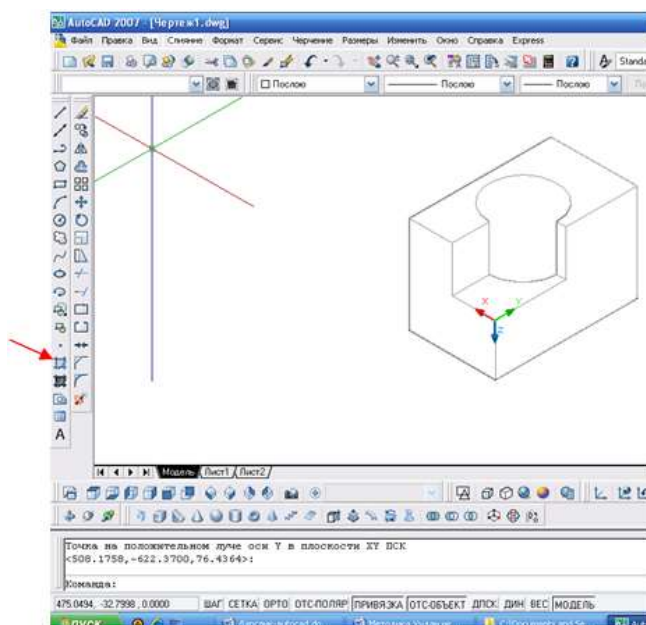 AutoCAD 2007 - [Чертеж1.dwg]
Файл Правка Вид Слияние Формат Сервис Черчение Размеры Изменить Окно Справка Express
Standa
Послою Послою Послою
X Y Z
A
Модель Лист1 Лист2
Точка на положительном луче оси Y в плоскости XY ПСК
<508.1758,-622.3700,76.4364>:
Команда:
475.0494, -32.7998, 0.0000 ШАГ СЕТКА ОРТО ОТС-ПОЛЯР ПРИВЯЗКА ОТС-ОБЪЕКТ ДПСК ДИН ВЕС МОДЕЛЬ
ПУСК C:\Documents and Se